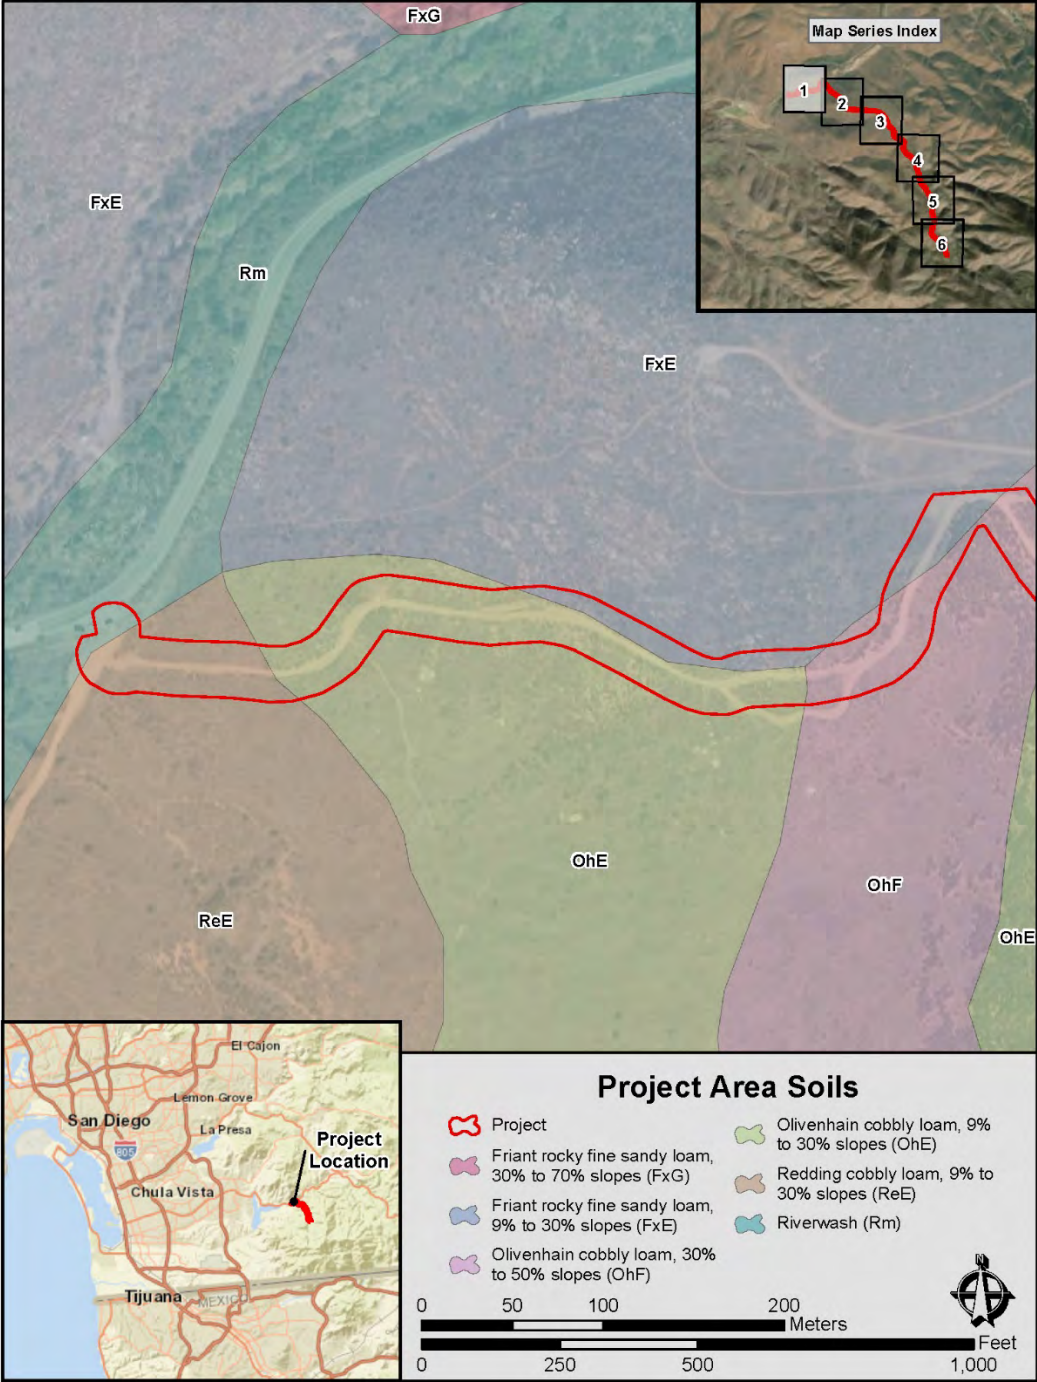 FxG
Map Series Index
1
2
3
4
5
6
FxE
Rm
FxE
OhE
OhF
ReE
OhE
El Cajon
Lemon Grove
San Diego
La Presa
805
Project
Location
Chula Vista
Tijuana
MEXICO
Project Area Soils
Project
Friant rocky fine sandy loam,
30% to 70% slopes (FxG)
Friant rocky fine sandy loam,
9% to 30% slopes (FxE)
Olivenhain cobbly loam, 30%
to 50% slopes (OhF)
Olivenhain cobbly loam, 9%
to 30% slopes (OhE)
Redding cobbly loam, 9% to
30% slopes (ReE)
Riverwash (Rm)
N
0 50 100 200
Meters
Feet
0 250 500 1,000